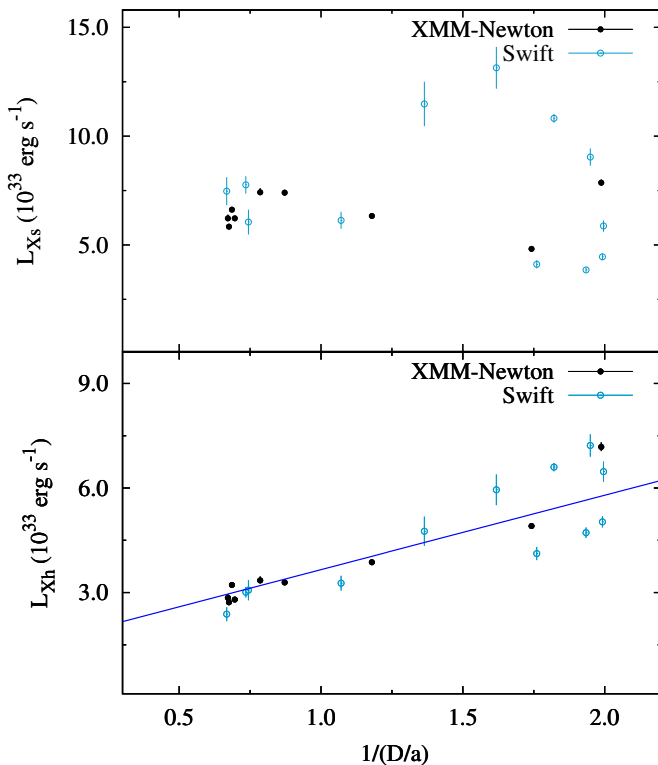 15.0
XMM-Newton
Swift
10.0
5.0
L_Xs (10^33 erg s^-1)
9.0
XMM-Newton
Swift
6.0
3.0
L_Xh (10^33 erg s^-1)
0.5 1.0 1.5 2.0
1/(D/a)